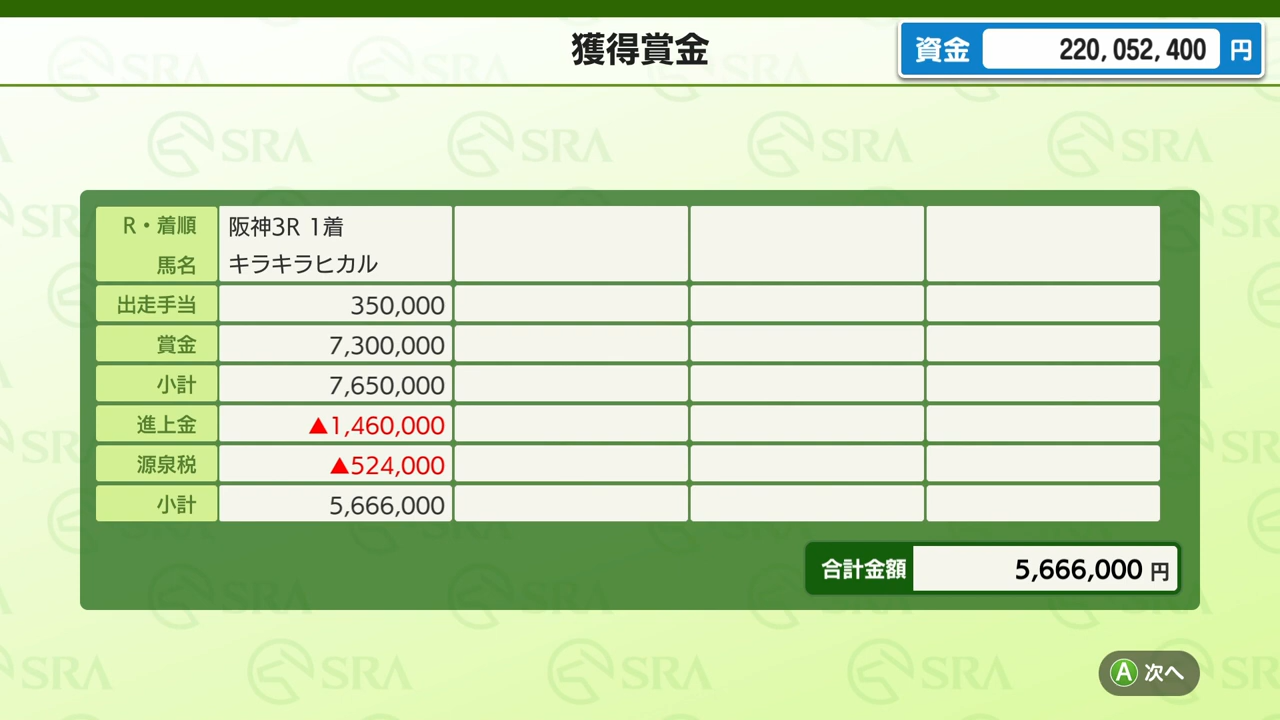 獲得賞金
資金 220,052,400 円
R・着順 阪神3R 1着
馬名 キラキラヒカル
出走手当 350,000
賞金 7,300,000
小計 7,650,000
進上金 ▲1,460,000
源泉税 ▲524,000
小計 5,666,000
合計金額 5,666,000 円
A 次へ
SRA